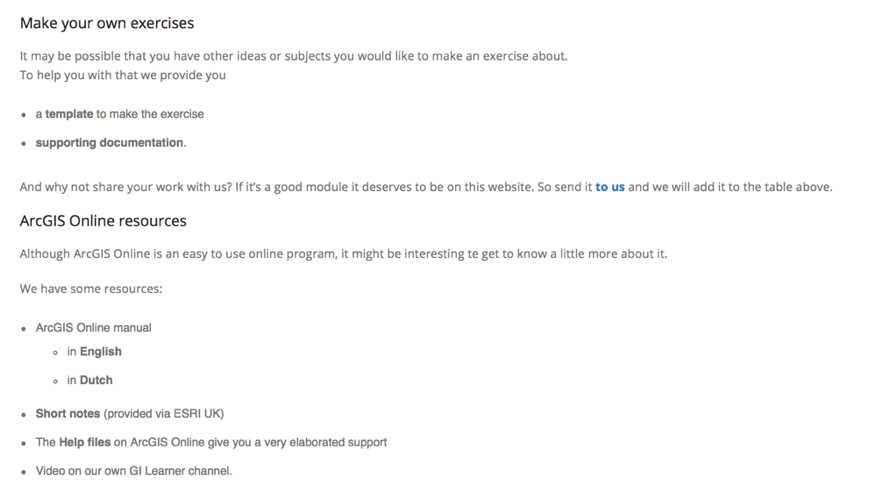 Make your own exercises
It may be possible that you have other ideas or subjects you would like to make an exercise about.
To help you with that we provide you
a template to make the exercise
supporting documentation.
And why not share your work with us? If it's a good module it deserves to be on this website. So send it to us and we will add it to the table above.
ArcGIS Online resources
Although ArcGIS Online is an easy to use online program, it might be interesting te get to know a little more about it.
We have some resources:
ArcGIS Online manual
in English
in Dutch
Short notes (provided via ESRI UK)
The Help files on ArcGIS Online give you a very elaborated support
Video on our own GI Learner channel.